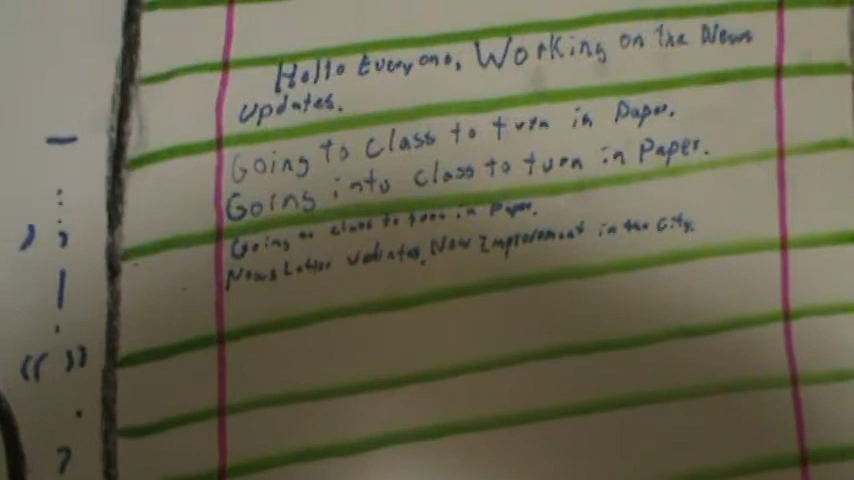 Hello Everyone, Working on the News
updates.
Going to class to turn in Paper.
Going into class to turn in Paper.
Going to class to turn in Paper.
News Letter Updates, New Improvement in the City.
—
:
;
) ;
|
.
(( ))
.
?